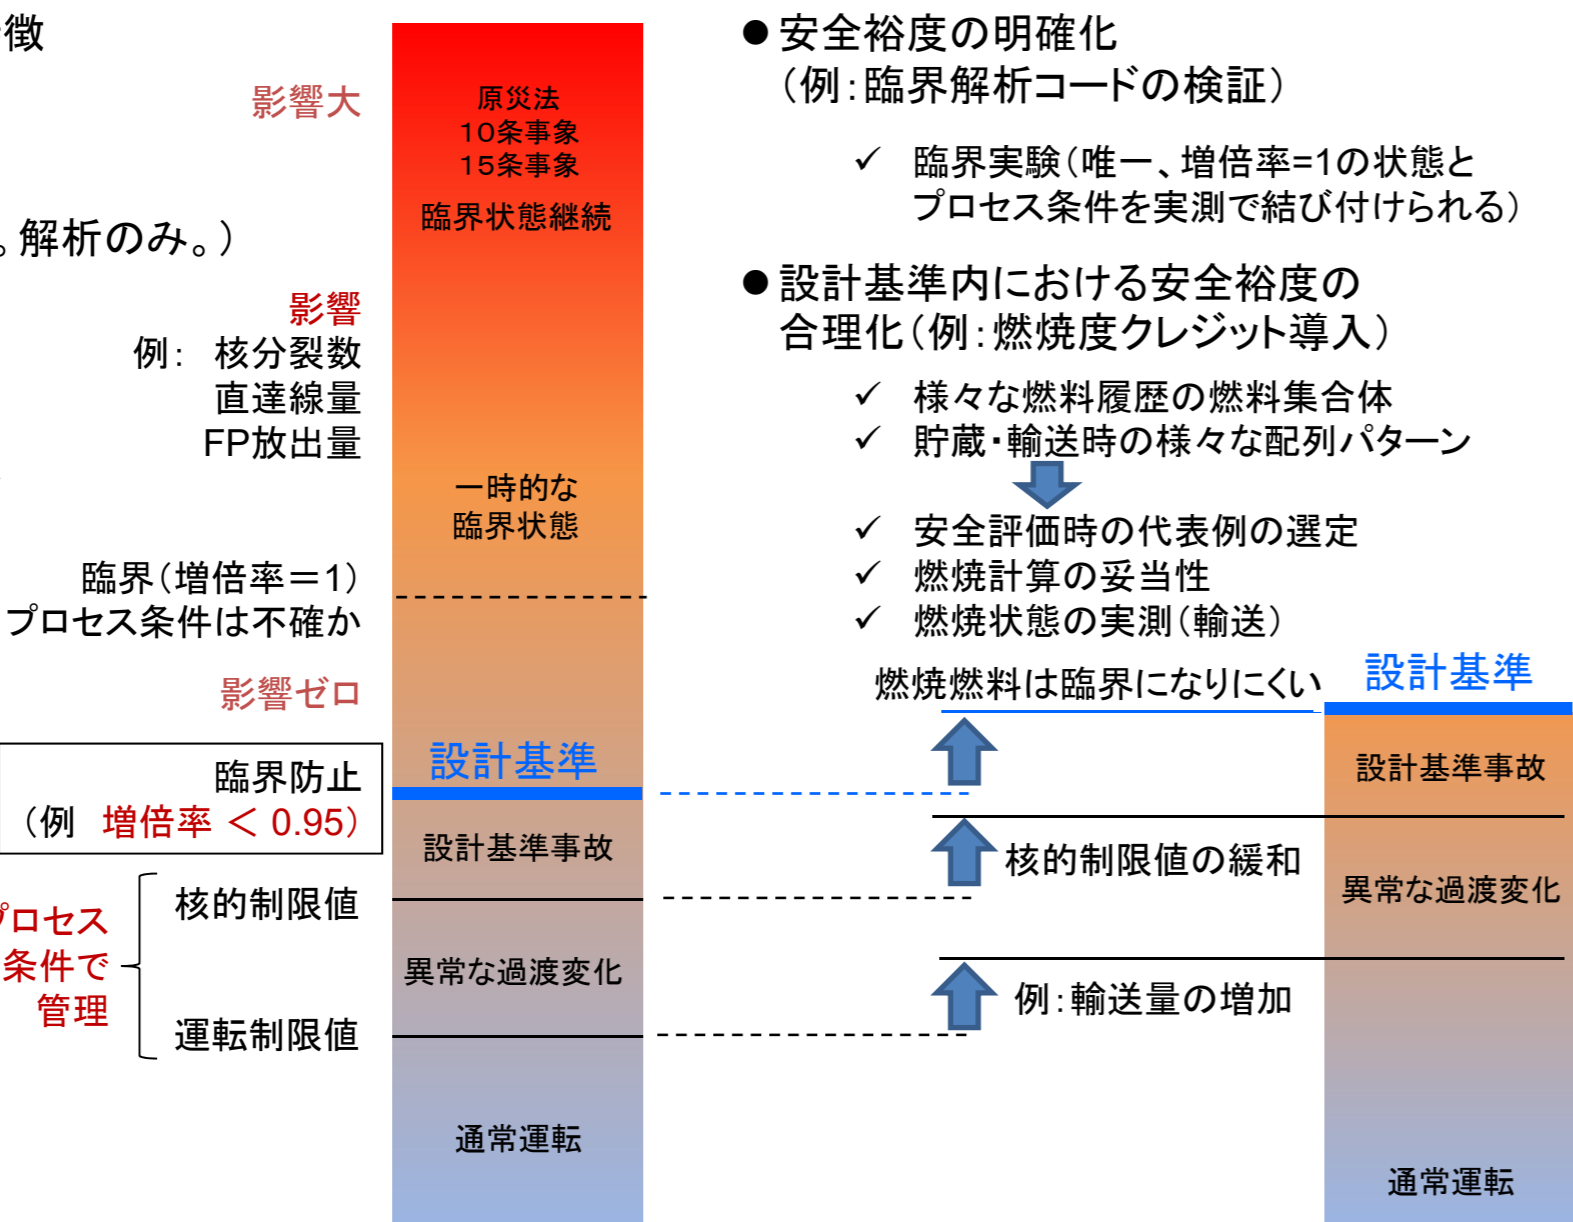 徴
影響大
。解析のみ。）
影響
例： 核分裂数
直達線量
FP放出量
臨界（増倍率＝1）
プロセス条件は不確か
影響ゼロ
臨界防止
（例 増倍率 ＜ 0.95）
プロセス
条件で
管理
核的制限値
運転制限値
原災法
10条事象
15条事象
臨界状態継続
一時的な
臨界状態
設計基準
設計基準事故
異常な過渡変化
通常運転
●安全裕度の明確化
（例：臨界解析コードの検証）
✓ 臨界実験（唯一、増倍率=1の状態と
プロセス条件を実測で結び付けられる）
●設計基準内における安全裕度の
合理化（例：燃焼度クレジット導入）
✓ 様々な燃料履歴の燃料集合体
✓ 貯蔵・輸送時の様々な配列パターン
✓ 安全評価時の代表例の選定
✓ 燃焼計算の妥当性
✓ 燃焼状態の実測（輸送）
燃焼燃料は臨界になりにくい
核的制限値の緩和
例：輸送量の増加
設計基準
設計基準事故
異常な過渡変化
通常運転